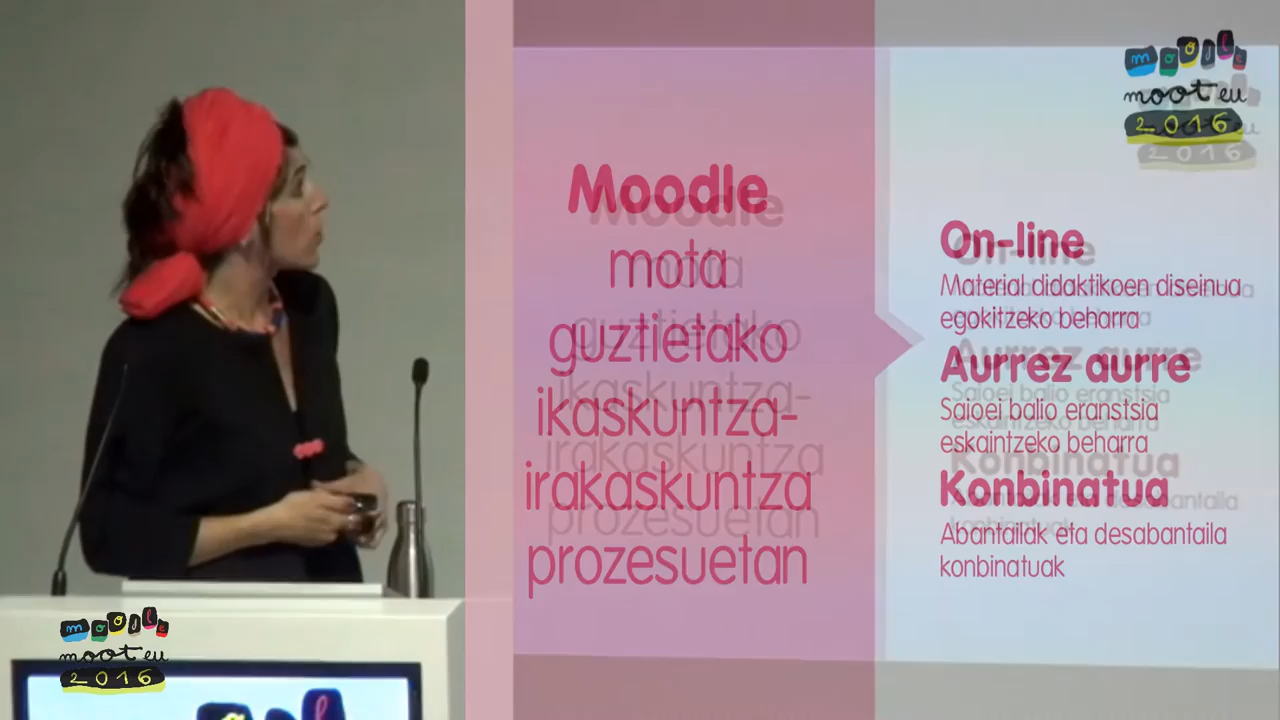 Moodle
mota
guztietako
ikaskuntza-
irakaskuntza
prozesuetan
On-line
Material didaktikoen diseinua
egokitzeko beharra
Aurrez aurre
Saioei balio eranstsia
eskaintzeko beharra
Konbinatua
Abantailak eta desabantaila
konbinatuak
moodle
moot eu
2016
moodle
moot eu
2016